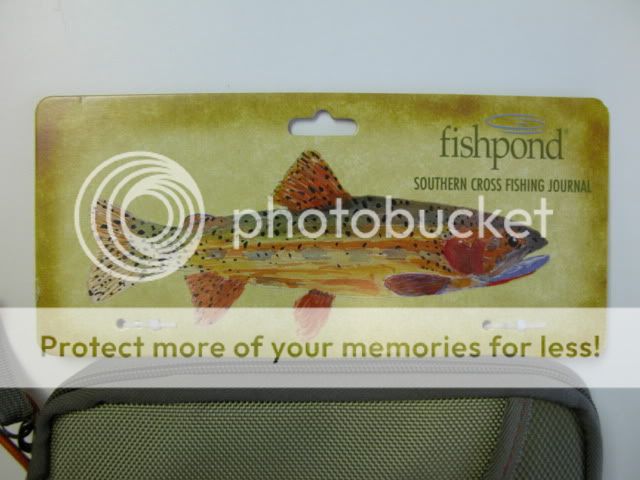 fishpond®
SOUTHERN CROSS FISHING JOURNAL
photobucket
Protect more of your memories for less!